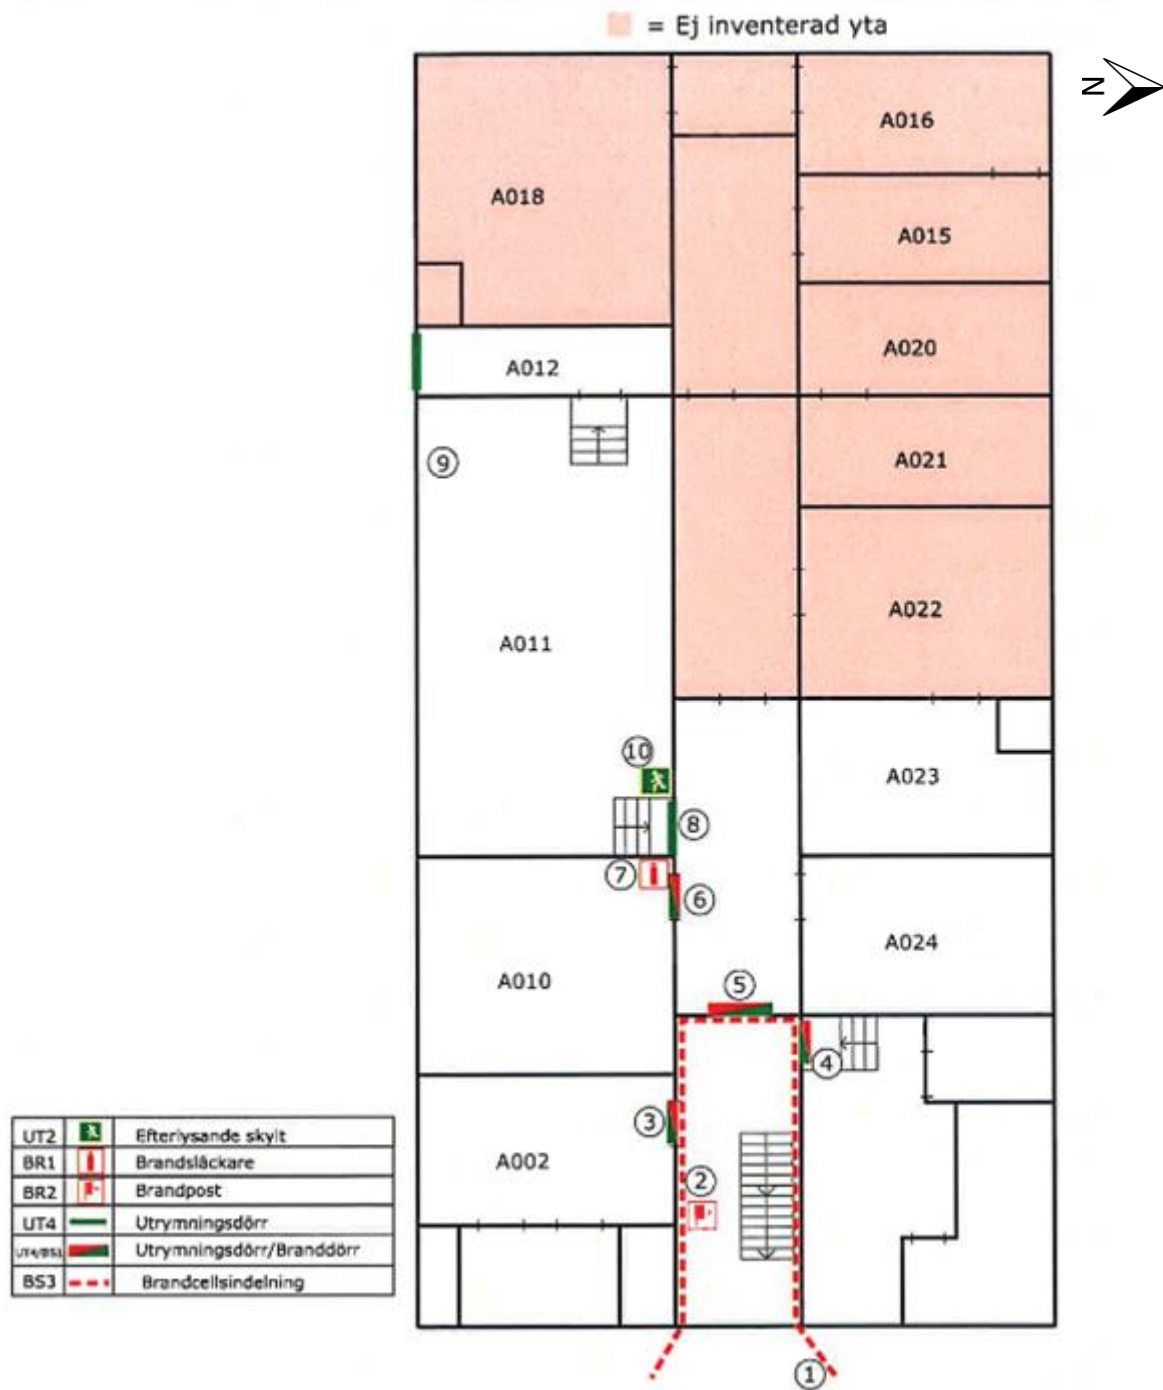 = Ej inventerad yta
N
A016
A018
A015
A020
A012
A021
9
A022
A011
10
A023
8
7
6
A024
A010
5
4
3
A002
2
1
UT2 Efterlysande skylt
BR1 Brandsläckare
BR2 Brandpost
UT4 Utrymningsdörr
UT4/BS1 Utrymningsdörr/Branddörr
BS3 Brandcellsindelning